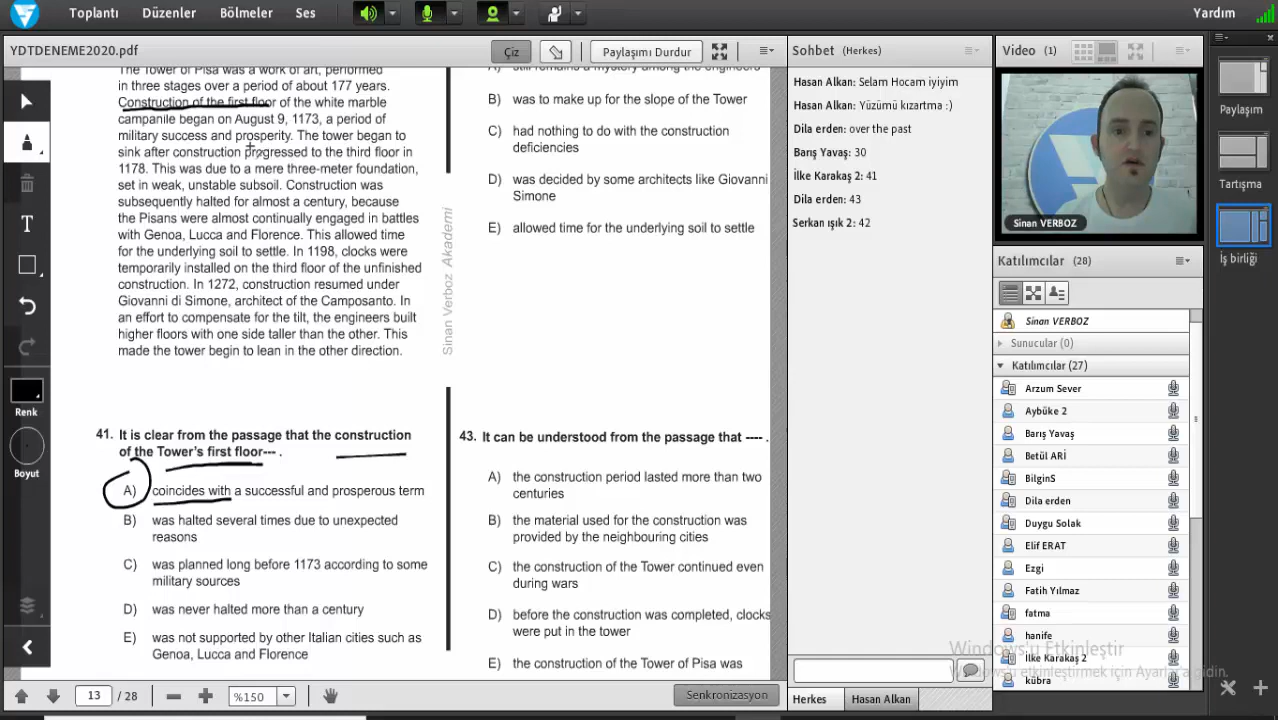 Toplantı
Düzenler
Bölmeler
Ses
Yardım
YDTDENEME2020.pdf
Çiz
Paylaşımı Durdur
The Tower of Pisa was a work of art, performed
in three stages over a period of about 177 years.
Construction of the first floor of the white marble
campanile began on August 9, 1173, a period of
military success and prosperity. The tower began to
sink after construction progressed to the third floor in
1178. This was due to a mere three-meter foundation,
set in weak, unstable subsoil. Construction was
subsequently halted for almost a century, because
the Pisans were almost continually engaged in battles
with Genoa, Lucca and Florence. This allowed time
for the underlying soil to settle. In 1198, clocks were
temporarily installed on the third floor of the unfinished
construction. In 1272, construction resumed under
Giovanni di Simone, architect of the Camposanto. In
an effort to compensate for the tilt, the engineers built
higher floors with one side taller than the other. This
made the tower begin to lean in the other direction.
41. It is clear from the passage that the construction
of the Tower's first floor--- .
A) coincides with a successful and prosperous term
B) was halted several times due to unexpected
reasons
C) was planned long before 1173 according to some
military sources
D) was never halted more than a century
E) was not supported by other Italian cities such as
Genoa, Lucca and Florence
Sinan Verboz Akademi
A) still remains a mystery among the engineers
B) was to make up for the slope of the Tower
C) had nothing to do with the construction
deficiencies
D) was decided by some architects like Giovanni
Simone
E) allowed time for the underlying soil to settle
43. It can be understood from the passage that ---- .
A) the construction period lasted more than two
centuries
B) the material used for the construction was
provided by the neighbouring cities
C) the construction of the Tower continued even
during wars
D) before the construction was completed, clocks
were put in the tower
E) the construction of the Tower of Pisa was
Renk
Boyut
13 / 28
%150
Senkronizasyon
Sohbet (Herkes)
Hasan Alkan: Selam Hocam iyiyim
Hasan Alkan: Yüzümü kızartma :)
Dila erden: over the past
Barış Yavaş: 30
İlke Karakaş 2: 41
Dila erden: 43
Serkan ışık 2: 42
Herkes
Hasan Alkan
Video (1)
Sinan VERBOZ
Katılımcılar (28)
Sinan VERBOZ
Sunucular (0)
Katılımcılar (27)
Arzum Sever
Aybüke 2
Barış Yavaş
Betül ARİ
BilginS
Dila erden
Duygu Solak
Elif ERAT
Ezgi
Fatih Yılmaz
fatma
hanife
İlke Karakaş 2
kübra
Windows'u Etkinleştir
Windows'u etkinleştirmek için Ayarlar'a gidin.
Paylaşım
Tartışma
İş birliği